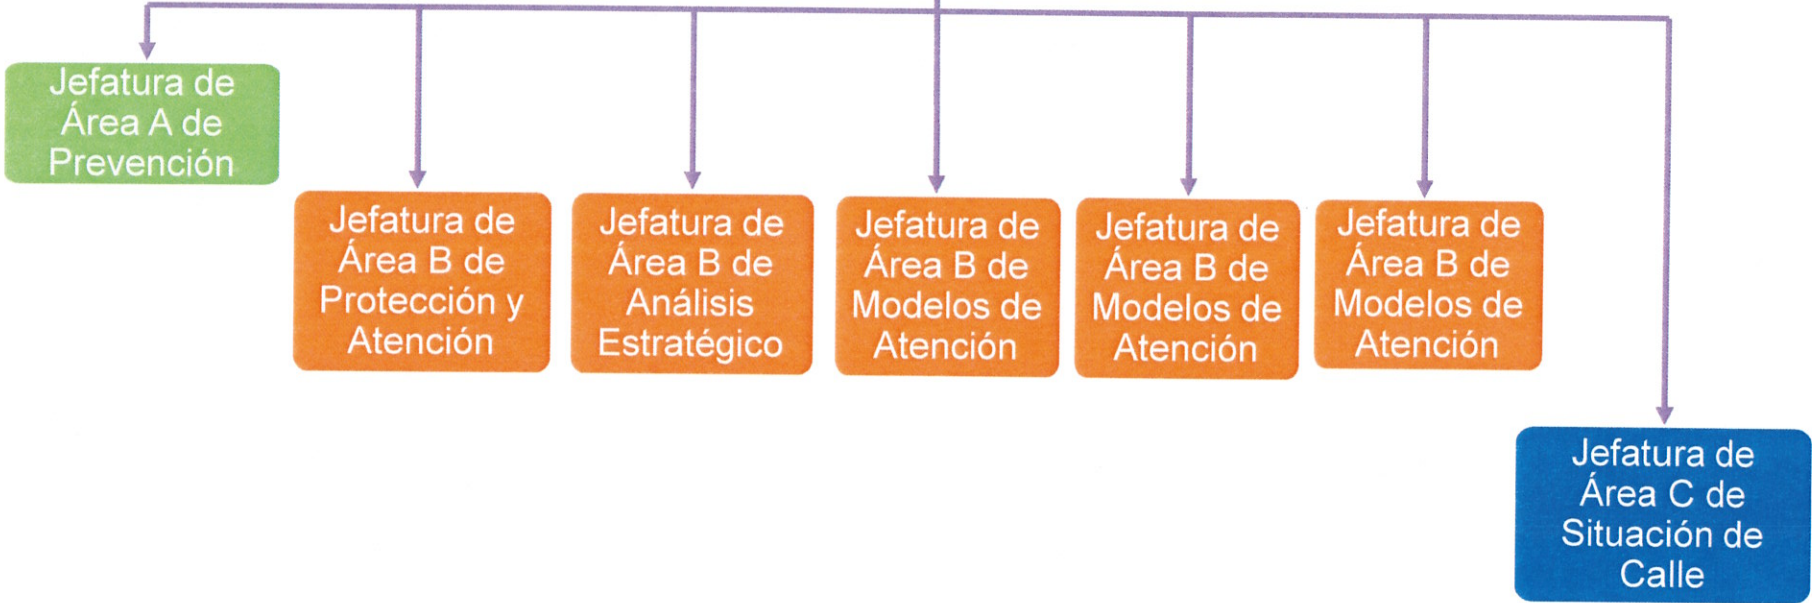 Jefatura de
Área A de
Prevención
Jefatura de
Área B de
Protección y
Atención
Jefatura de
Área B de
Análisis
Estratégico
Jefatura de
Área B de
Modelos de
Atención
Jefatura de
Área B de
Modelos de
Atención
Jefatura de
Área B de
Modelos de
Atención
Jefatura de
Área C de
Situación de
Calle